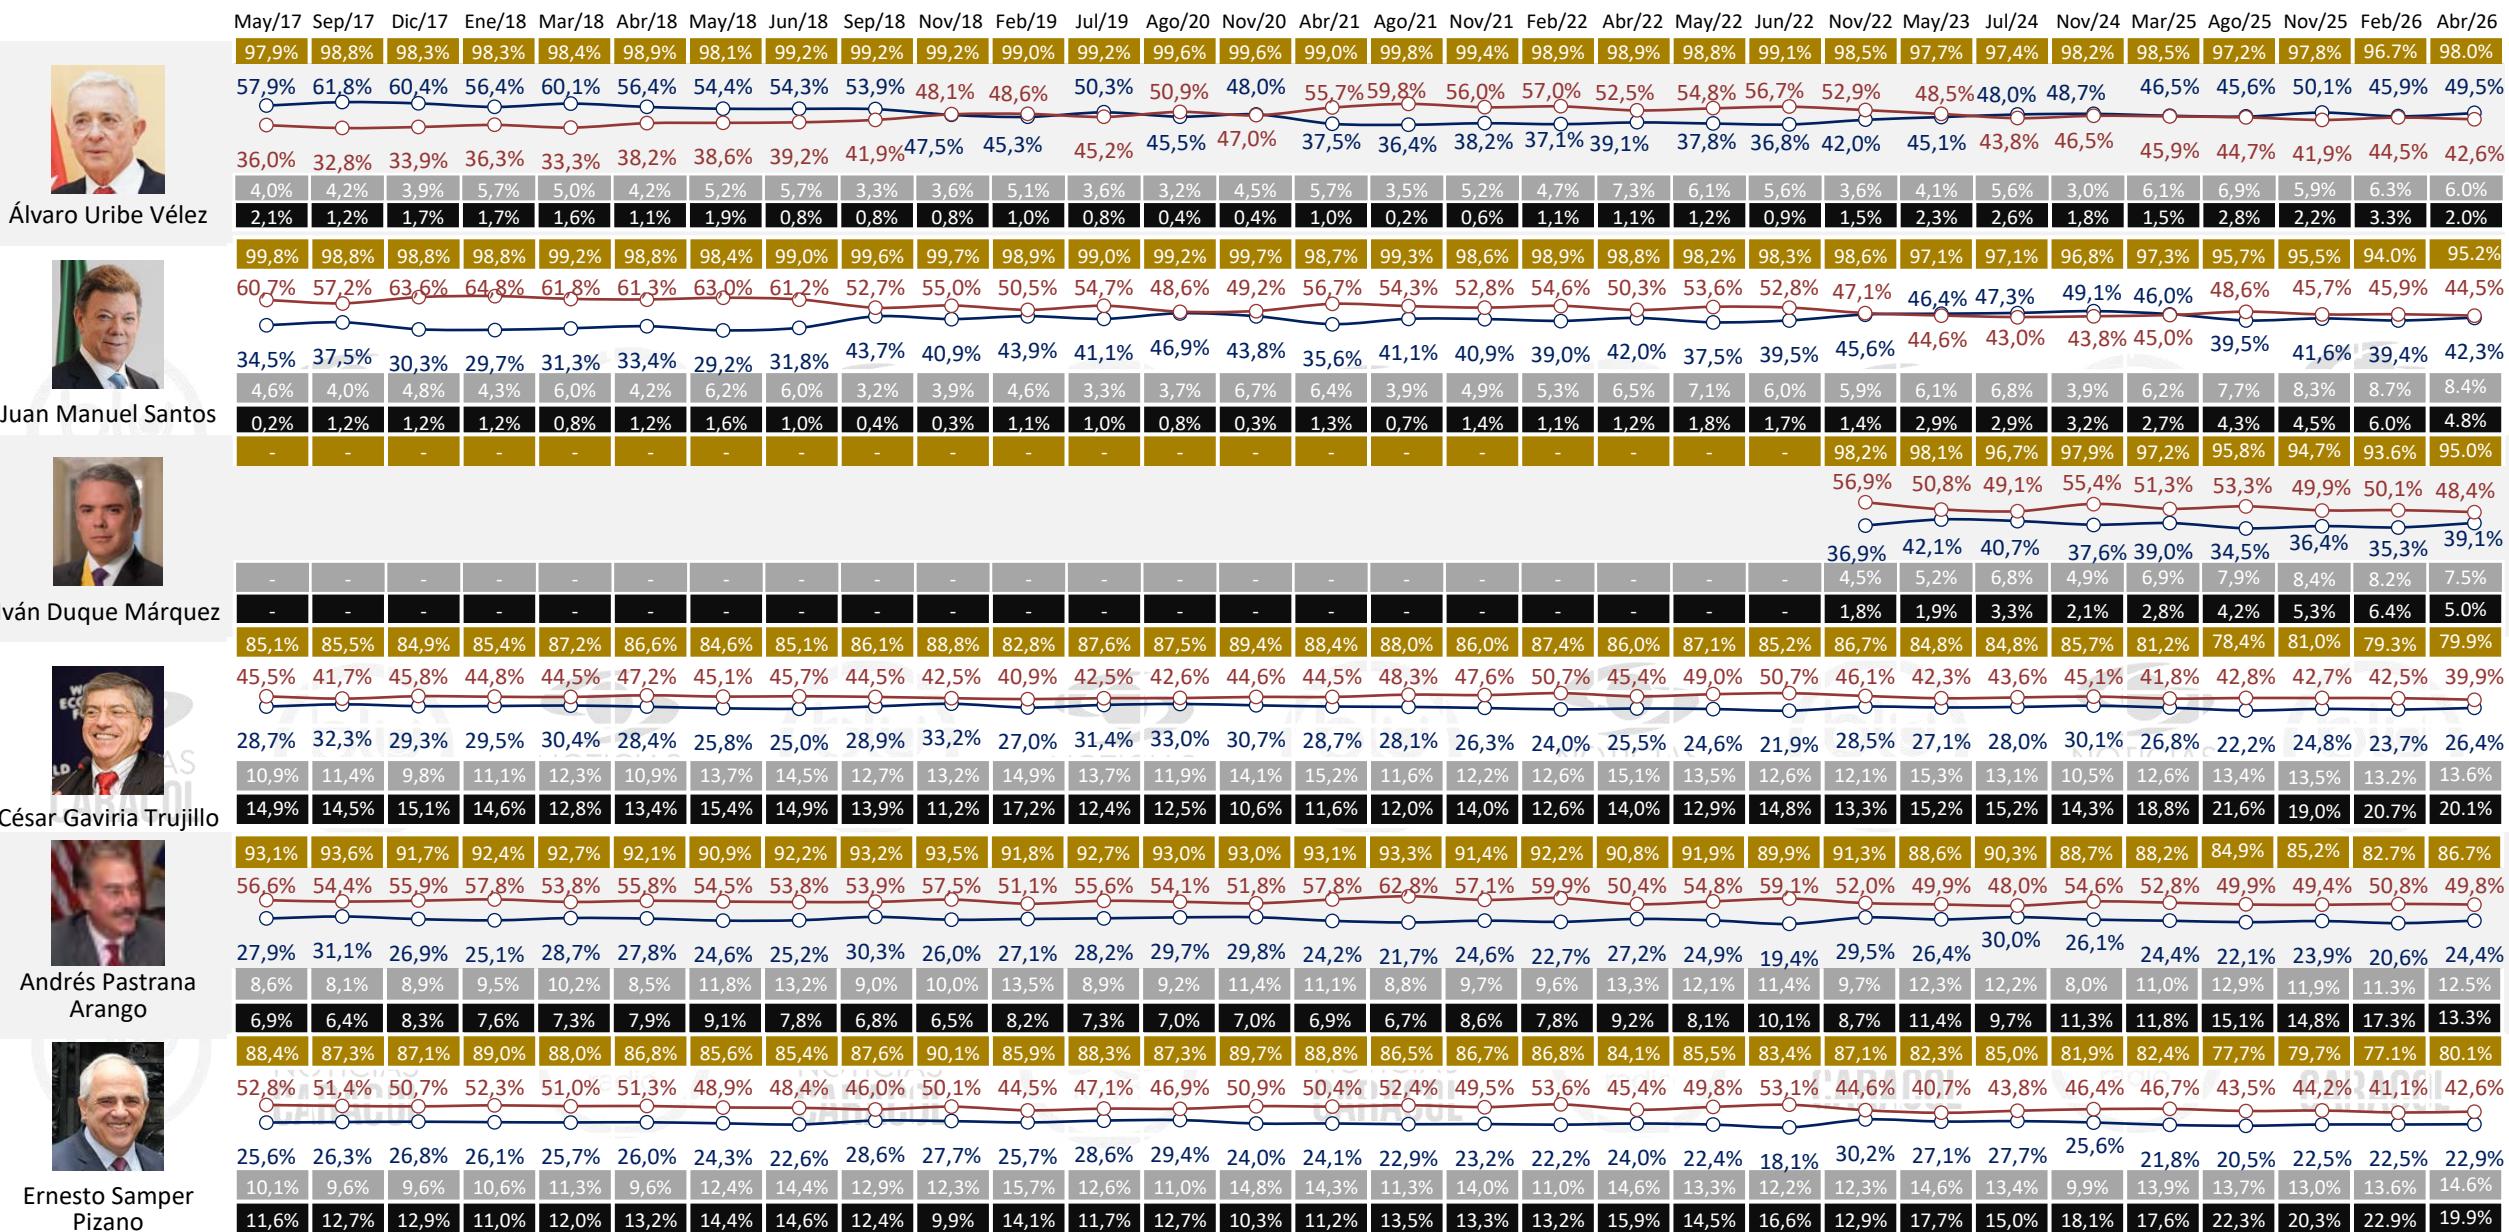 May/17 Sep/17 Dic/17 Ene/18 Mar/18 Abr/18 May/18 Jun/18 Sep/18 Nov/18 Feb/19 Jul/19 Ago/20 Nov/20 Abr/21 Ago/21 Nov/21 Feb/22 Abr/22 May/22 Jun/22 Nov/22 May/23 Jul/24 Nov/24 Mar/25 Ago/25 Nov/25 Feb/26 Abr/26
97,9% 98,8% 98,3% 98,3% 98,4% 98,9% 98,1% 99,2% 99,2% 99,2% 99,0% 99,2% 99,6% 99,6% 99,0% 99,8% 99,4% 98,9% 98,9% 98,8% 99,1% 98,5% 97,7% 97,4% 98,2% 98,5% 97,2% 97,8% 96.7% 98.0%
57,9% 61,8% 60,4% 56,4% 60,1% 56,4% 54,4% 54,3% 53,9% 48,1% 48,6% 50,3% 50,9% 48,0% 55,7% 59,8% 56,0% 57,0% 52,5% 54,8% 56,7% 52,9% 48,5% 48,0% 48,7% 46,5% 45,6% 50,1% 45,9% 49,5%
36,0% 32,8% 33,9% 36,3% 33,3% 38,2% 38,6% 39,2% 41,9% 47,5% 45,3% 45,2% 45,5% 47,0% 37,5% 36,4% 38,2% 37,1% 39,1% 37,8% 36,8% 42,0% 45,1% 43,8% 46,5% 45,9% 44,7% 41,9% 44,5% 42,6%
4,0% 4,2% 3,9% 5,7% 5,0% 4,2% 5,2% 5,7% 3,3% 3,6% 5,1% 3,6% 3,2% 4,5% 5,7% 3,5% 5,2% 4,7% 7,3% 6,1% 5,6% 3,6% 4,1% 5,6% 3,0% 6,1% 6,9% 5,9% 6.3% 6.0%
Álvaro Uribe Vélez
2,1% 1,2% 1,7% 1,7% 1,6% 1,1% 1,9% 0,8% 0,8% 0,8% 1,0% 0,8% 0,4% 0,4% 1,0% 0,2% 0,6% 1,1% 1,1% 1,2% 0,9% 1,5% 2,3% 2,6% 1,8% 1,5% 2,8% 2,2% 3.3% 2.0%
99,8% 98,8% 98,8% 98,8% 99,2% 98,8% 98,4% 99,0% 99,6% 99,7% 98,9% 99,0% 99,2% 99,7% 98,7% 99,3% 98,6% 98,9% 98,8% 98,2% 98,3% 98,6% 97,1% 97,1% 96,8% 97,3% 95,7% 95,5% 94.0% 95.2%
60,7% 57,2% 63,6% 64,8% 61,8% 61,3% 63,0% 61,2% 52,7% 55,0% 50,5% 54,7% 48,6% 49,2% 56,7% 54,3% 52,8% 54,6% 50,3% 53,6% 52,8% 47,1% 46,4% 47,3% 49,1% 46,0% 48,6% 45,7% 45,9% 44,5%
34,5% 37,5% 30,3% 29,7% 31,3% 33,4% 29,2% 31,8% 43,7% 40,9% 43,9% 41,1% 46,9% 43,8% 35,6% 41,1% 40,9% 39,0% 42,0% 37,5% 39,5% 45,6% 44,6% 43,0% 43,8% 45,0% 39,5% 41,6% 39,4% 42,3%
4,6% 4,0% 4,8% 4,3% 6,0% 4,2% 6,2% 6,0% 3,2% 3,9% 4,6% 3,3% 3,7% 6,7% 6,4% 3,9% 4,9% 5,3% 6,5% 7,1% 6,0% 5,9% 6,1% 6,8% 3,9% 6,2% 7,7% 8,3% 8.7% 8.4%
Juan Manuel Santos
0,2% 1,2% 1,2% 1,2% 0,8% 1,2% 1,6% 1,0% 0,4% 0,3% 1,1% 1,0% 0,8% 0,3% 1,3% 0,7% 1,4% 1,1% 1,2% 1,8% 1,7% 1,4% 2,9% 2,9% 3,2% 2,7% 4,3% 4,5% 6.0% 4.8%
- - - - - - - - - - - - - - - - - - - - - 98,2% 98,1% 96,7% 97,9% 97,2% 95,8% 94,7% 93.6% 95.0%
56,9% 50,8% 49,1% 55,4% 51,3% 53,3% 49,9% 50,1% 48,4%
36,9% 42,1% 40,7% 37,6% 39,0% 34,5% 36,4% 35,3% 39,1%
- - - - - - - - - - - - - - - - - - - - - 4,5% 5,2% 6,8% 4,9% 6,9% 7,9% 8,4% 8.2% 7.5%
ván Duque Márquez
- - - - - - - - - - - - - - - - - - - - - 1,8% 1,9% 3,3% 2,1% 2,8% 4,2% 5,3% 6.4% 5.0%
85,1% 85,5% 84,9% 85,4% 87,2% 86,6% 84,6% 85,1% 86,1% 88,8% 82,8% 87,6% 87,5% 89,4% 88,4% 88,0% 86,0% 87,4% 86,0% 87,1% 85,2% 86,7% 84,8% 84,8% 85,7% 81,2% 78,4% 81,0% 79.3% 79.9%
45,5% 41,7% 45,8% 44,8% 44,5% 47,2% 45,1% 45,7% 44,5% 42,5% 40,9% 42,5% 42,6% 44,6% 44,5% 48,3% 47,6% 50,7% 45,4% 49,0% 50,7% 46,1% 42,3% 43,6% 45,1% 41,8% 42,8% 42,7% 42,5% 39,9%
28,7% 32,3% 29,3% 29,5% 30,4% 28,4% 25,8% 25,0% 28,9% 33,2% 27,0% 31,4% 33,0% 30,7% 28,7% 28,1% 26,3% 24,0% 25,5% 24,6% 21,9% 28,5% 27,1% 28,0% 30,1% 26,8% 22,2% 24,8% 23,7% 26,4%
10,9% 11,4% 9,8% 11,1% 12,3% 10,9% 13,7% 14,5% 12,7% 13,2% 14,9% 13,7% 11,9% 14,1% 15,2% 11,6% 12,2% 12,6% 15,1% 13,5% 12,6% 12,1% 15,3% 13,1% 10,5% 12,6% 13,4% 13,5% 13.2% 13.6%
14,9% 14,5% 15,1% 14,6% 12,8% 13,4% 15,4% 14,9% 13,9% 11,2% 17,2% 12,4% 12,5% 10,6% 11,6% 12,0% 14,0% 12,6% 14,0% 12,9% 14,8% 13,3% 15,2% 15,2% 14,3% 18,8% 21,6% 19,0% 20.7% 20.1%
César Gaviria Trujillo
93,1% 93,6% 91,7% 92,4% 92,7% 92,1% 90,9% 92,2% 93,2% 93,5% 91,8% 92,7% 93,0% 93,0% 93,1% 93,3% 91,4% 92,2% 90,8% 91,9% 89,9% 91,3% 88,6% 90,3% 88,7% 88,2% 84,9% 85,2% 82.7% 86.7%
56,6% 54,4% 55,9% 57,8% 53,8% 55,8% 54,5% 53,8% 53,9% 57,5% 51,1% 55,6% 54,1% 51,8% 57,8% 62,8% 57,1% 59,9% 50,4% 54,8% 59,1% 52,0% 49,9% 48,0% 54,6% 52,8% 49,9% 49,4% 50,8% 49,8%
27,9% 31,1% 26,9% 25,1% 28,7% 27,8% 24,6% 25,2% 30,3% 26,0% 27,1% 28,2% 29,7% 29,8% 24,2% 21,7% 24,6% 22,7% 27,2% 24,9% 19,4% 29,5% 26,4% 30,0% 26,1% 24,4% 22,1% 23,9% 20,6% 24,4%
Andrés Pastrana
8,6% 8,1% 8,9% 9,5% 10,2% 8,5% 11,8% 13,2% 9,0% 10,0% 13,5% 8,9% 9,2% 11,4% 11,1% 8,8% 9,7% 9,6% 13,3% 12,1% 11,4% 9,7% 12,3% 12,2% 8,0% 11,0% 12,9% 11,9% 11.3% 12.5%
Arango
6,9% 6,4% 8,3% 7,6% 7,3% 7,9% 9,1% 7,8% 6,8% 6,5% 8,2% 7,3% 7,0% 7,0% 6,9% 6,7% 8,6% 7,8% 9,2% 8,1% 10,1% 8,7% 11,4% 9,7% 11,3% 11,8% 15,1% 14,8% 17.3% 13.3%
88,4% 87,3% 87,1% 89,0% 88,0% 86,8% 85,6% 85,4% 87,6% 90,1% 85,9% 88,3% 87,3% 89,7% 88,8% 86,5% 86,7% 86,8% 84,1% 85,5% 83,4% 87,1% 82,3% 85,0% 81,9% 82,4% 77,7% 79,7% 77.1% 80.1%
52,8% 51,4% 50,7% 52,3% 51,0% 51,3% 48,9% 48,4% 46,0% 50,1% 44,5% 47,1% 46,9% 50,9% 50,4% 52,4% 49,5% 53,6% 45,4% 49,8% 53,1% 44,6% 40,7% 43,8% 46,4% 46,7% 43,5% 44,2% 41,1% 42,6%
25,6% 26,3% 26,8% 26,1% 25,7% 26,0% 24,3% 22,6% 28,6% 27,7% 25,7% 28,6% 29,4% 24,0% 24,1% 22,9% 23,2% 22,2% 24,0% 22,4% 18,1% 30,2% 27,1% 27,7% 25,6% 21,8% 20,5% 22,5% 22,5% 22,9%
10,1% 9,6% 9,6% 10,6% 11,3% 9,6% 12,4% 14,4% 12,9% 12,3% 15,7% 12,6% 11,0% 14,8% 14,3% 11,3% 14,0% 11,0% 14,6% 13,3% 12,2% 12,3% 14,6% 13,4% 9,9% 13,9% 13,7% 13,0% 13.6% 14.6%
Ernesto Samper
Pizano
11,6% 12,7% 12,9% 11,0% 12,0% 13,2% 14,4% 14,6% 12,4% 9,9% 14,1% 11,7% 12,7% 10,3% 11,2% 13,5% 13,3% 13,2% 15,9% 14,5% 16,6% 12,9% 17,7% 15,0% 18,1% 17,6% 22,3% 20,3% 22.9% 19.9%